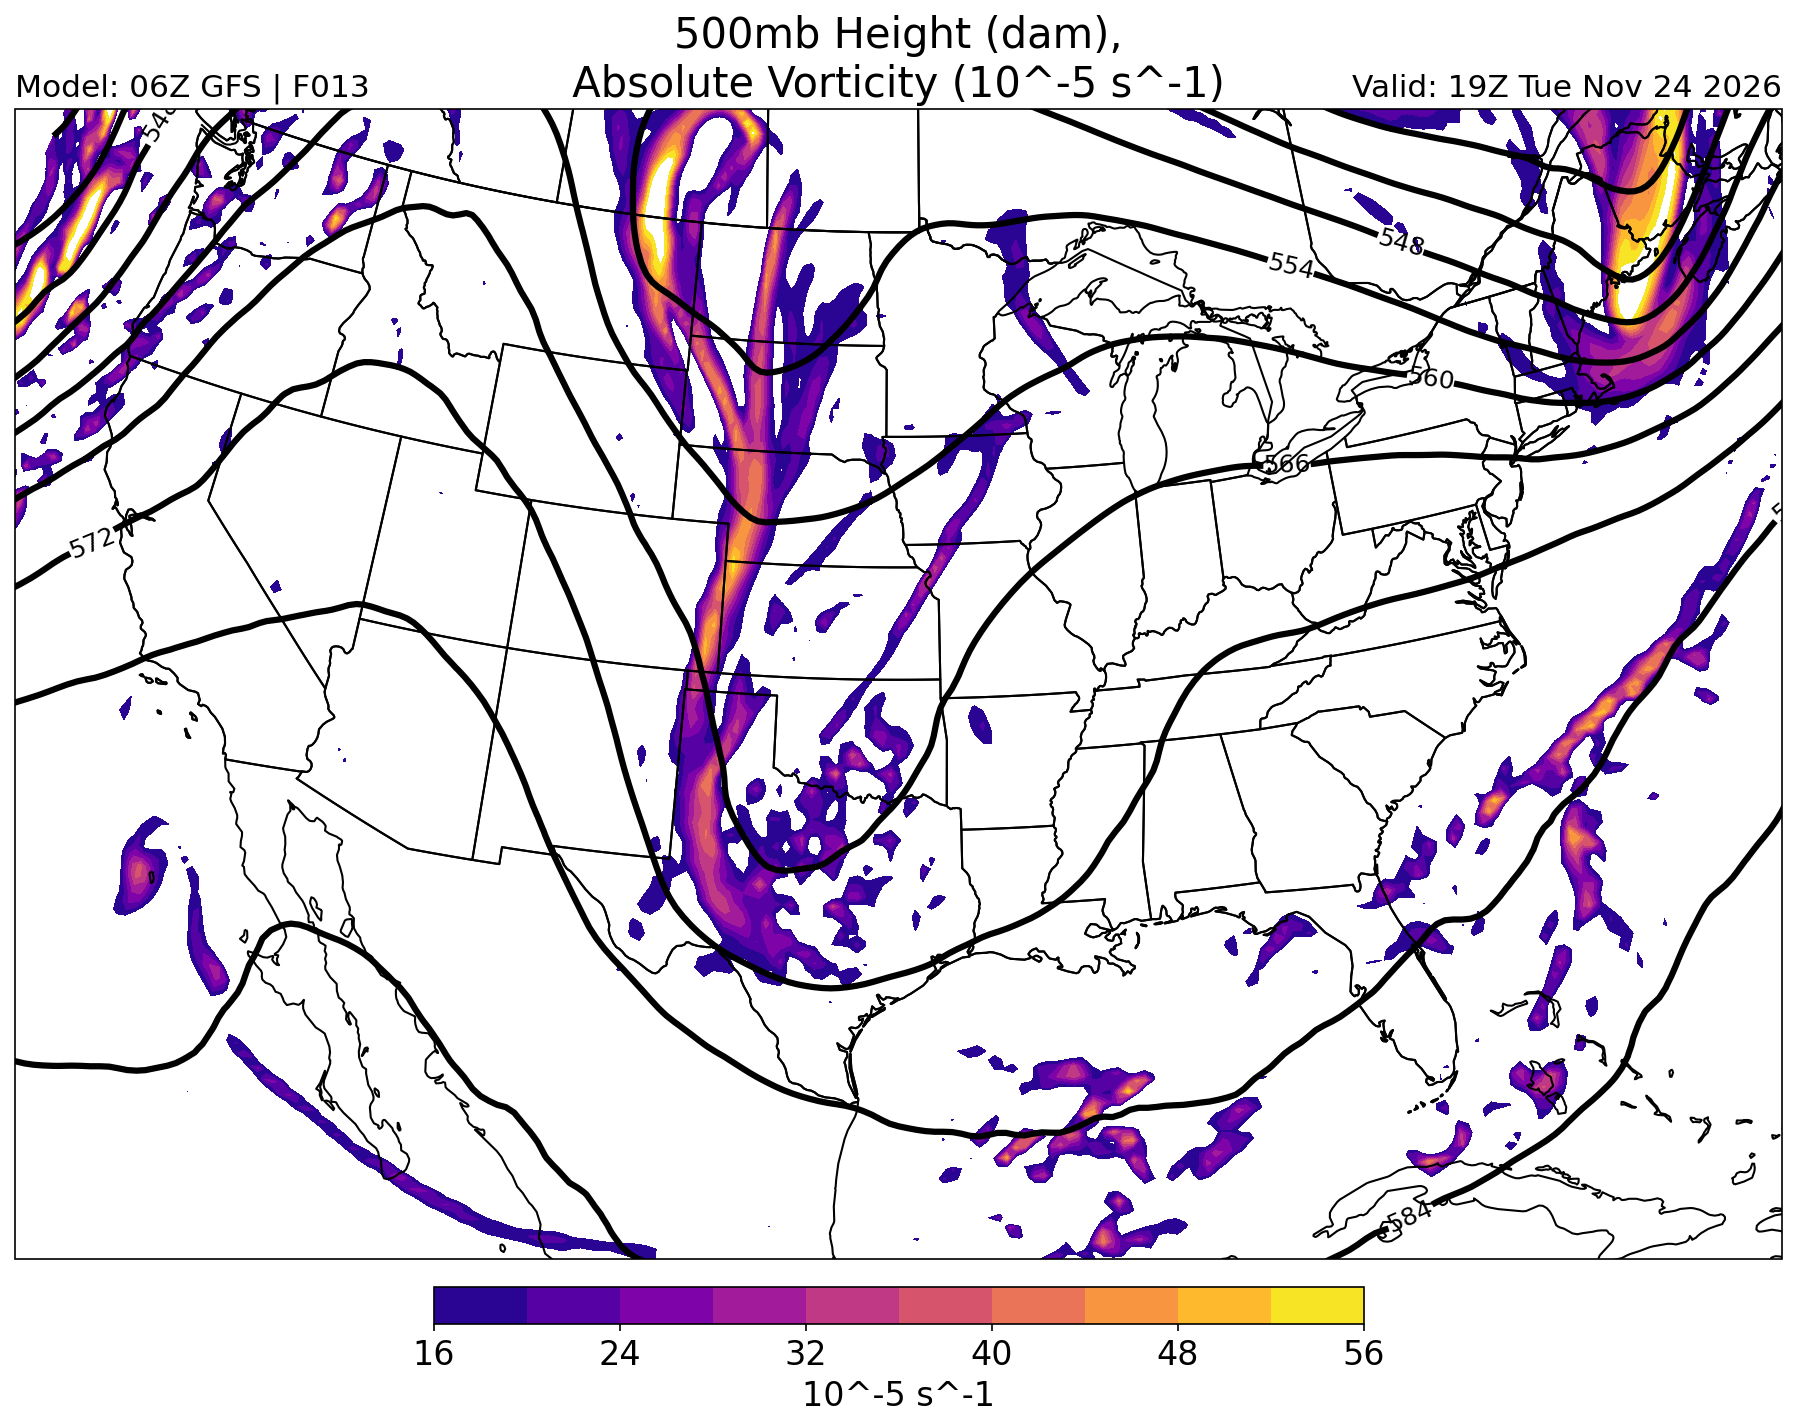 500mb Height (dam),
Model: 06Z GFS | F013
Absolute Vorticity (10^-5 s^-1)
Valid: 19Z Tue Nov 24 2026
548
554
560
566
572
584
16 24 32 40 48 56
10^-5 s^-1